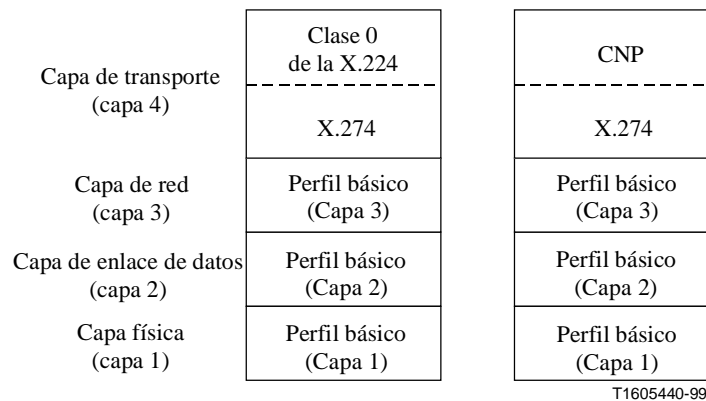 Clase 0
de la X.224
CNP
Capa de transporte
(capa 4)
X.274
X.274
Capa de red
(capa 3)
Perfil básico
(Capa 3)
Perfil básico
(Capa 3)
Capa de enlace de datos
(capa 2)
Perfil básico
(Capa 2)
Perfil básico
(Capa 2)
Capa física
(capa 1)
Perfil básico
(Capa 1)
Perfil básico
(Capa 1)
T1605440-99